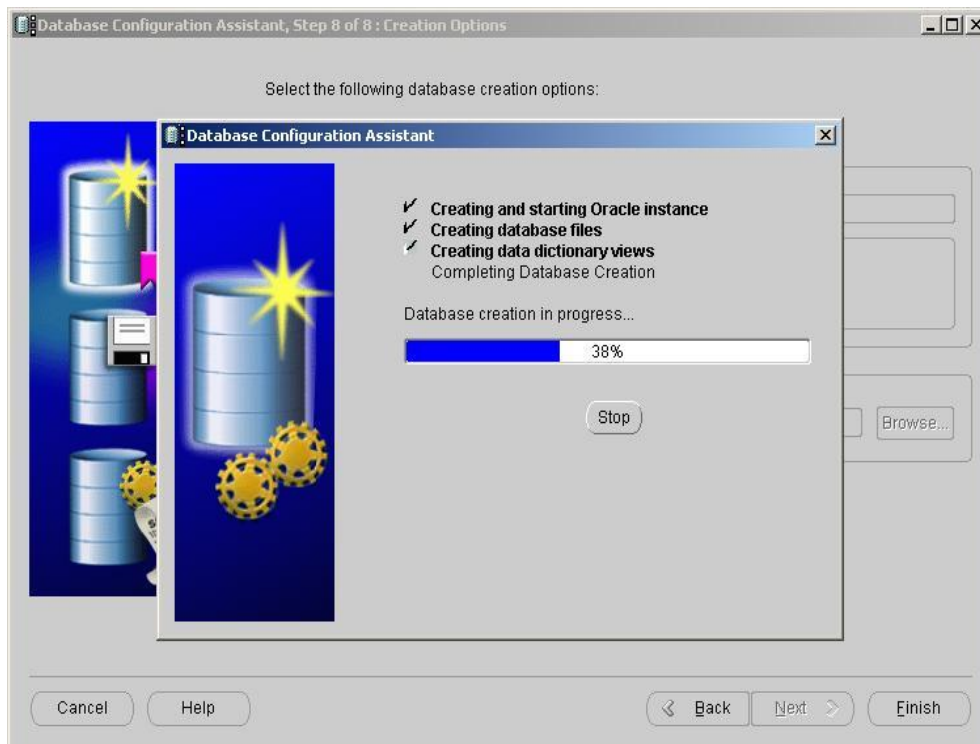 Database Configuration Assistant, Step 8 of 8 : Creation Options
Select the following database creation options:
Database Configuration Assistant
Creating and starting Oracle instance
Creating database files
Creating data dictionary views
Completing Database Creation
Database creation in progress...
38%
Stop
Browse...
Cancel
Help
Back
Next
Finish